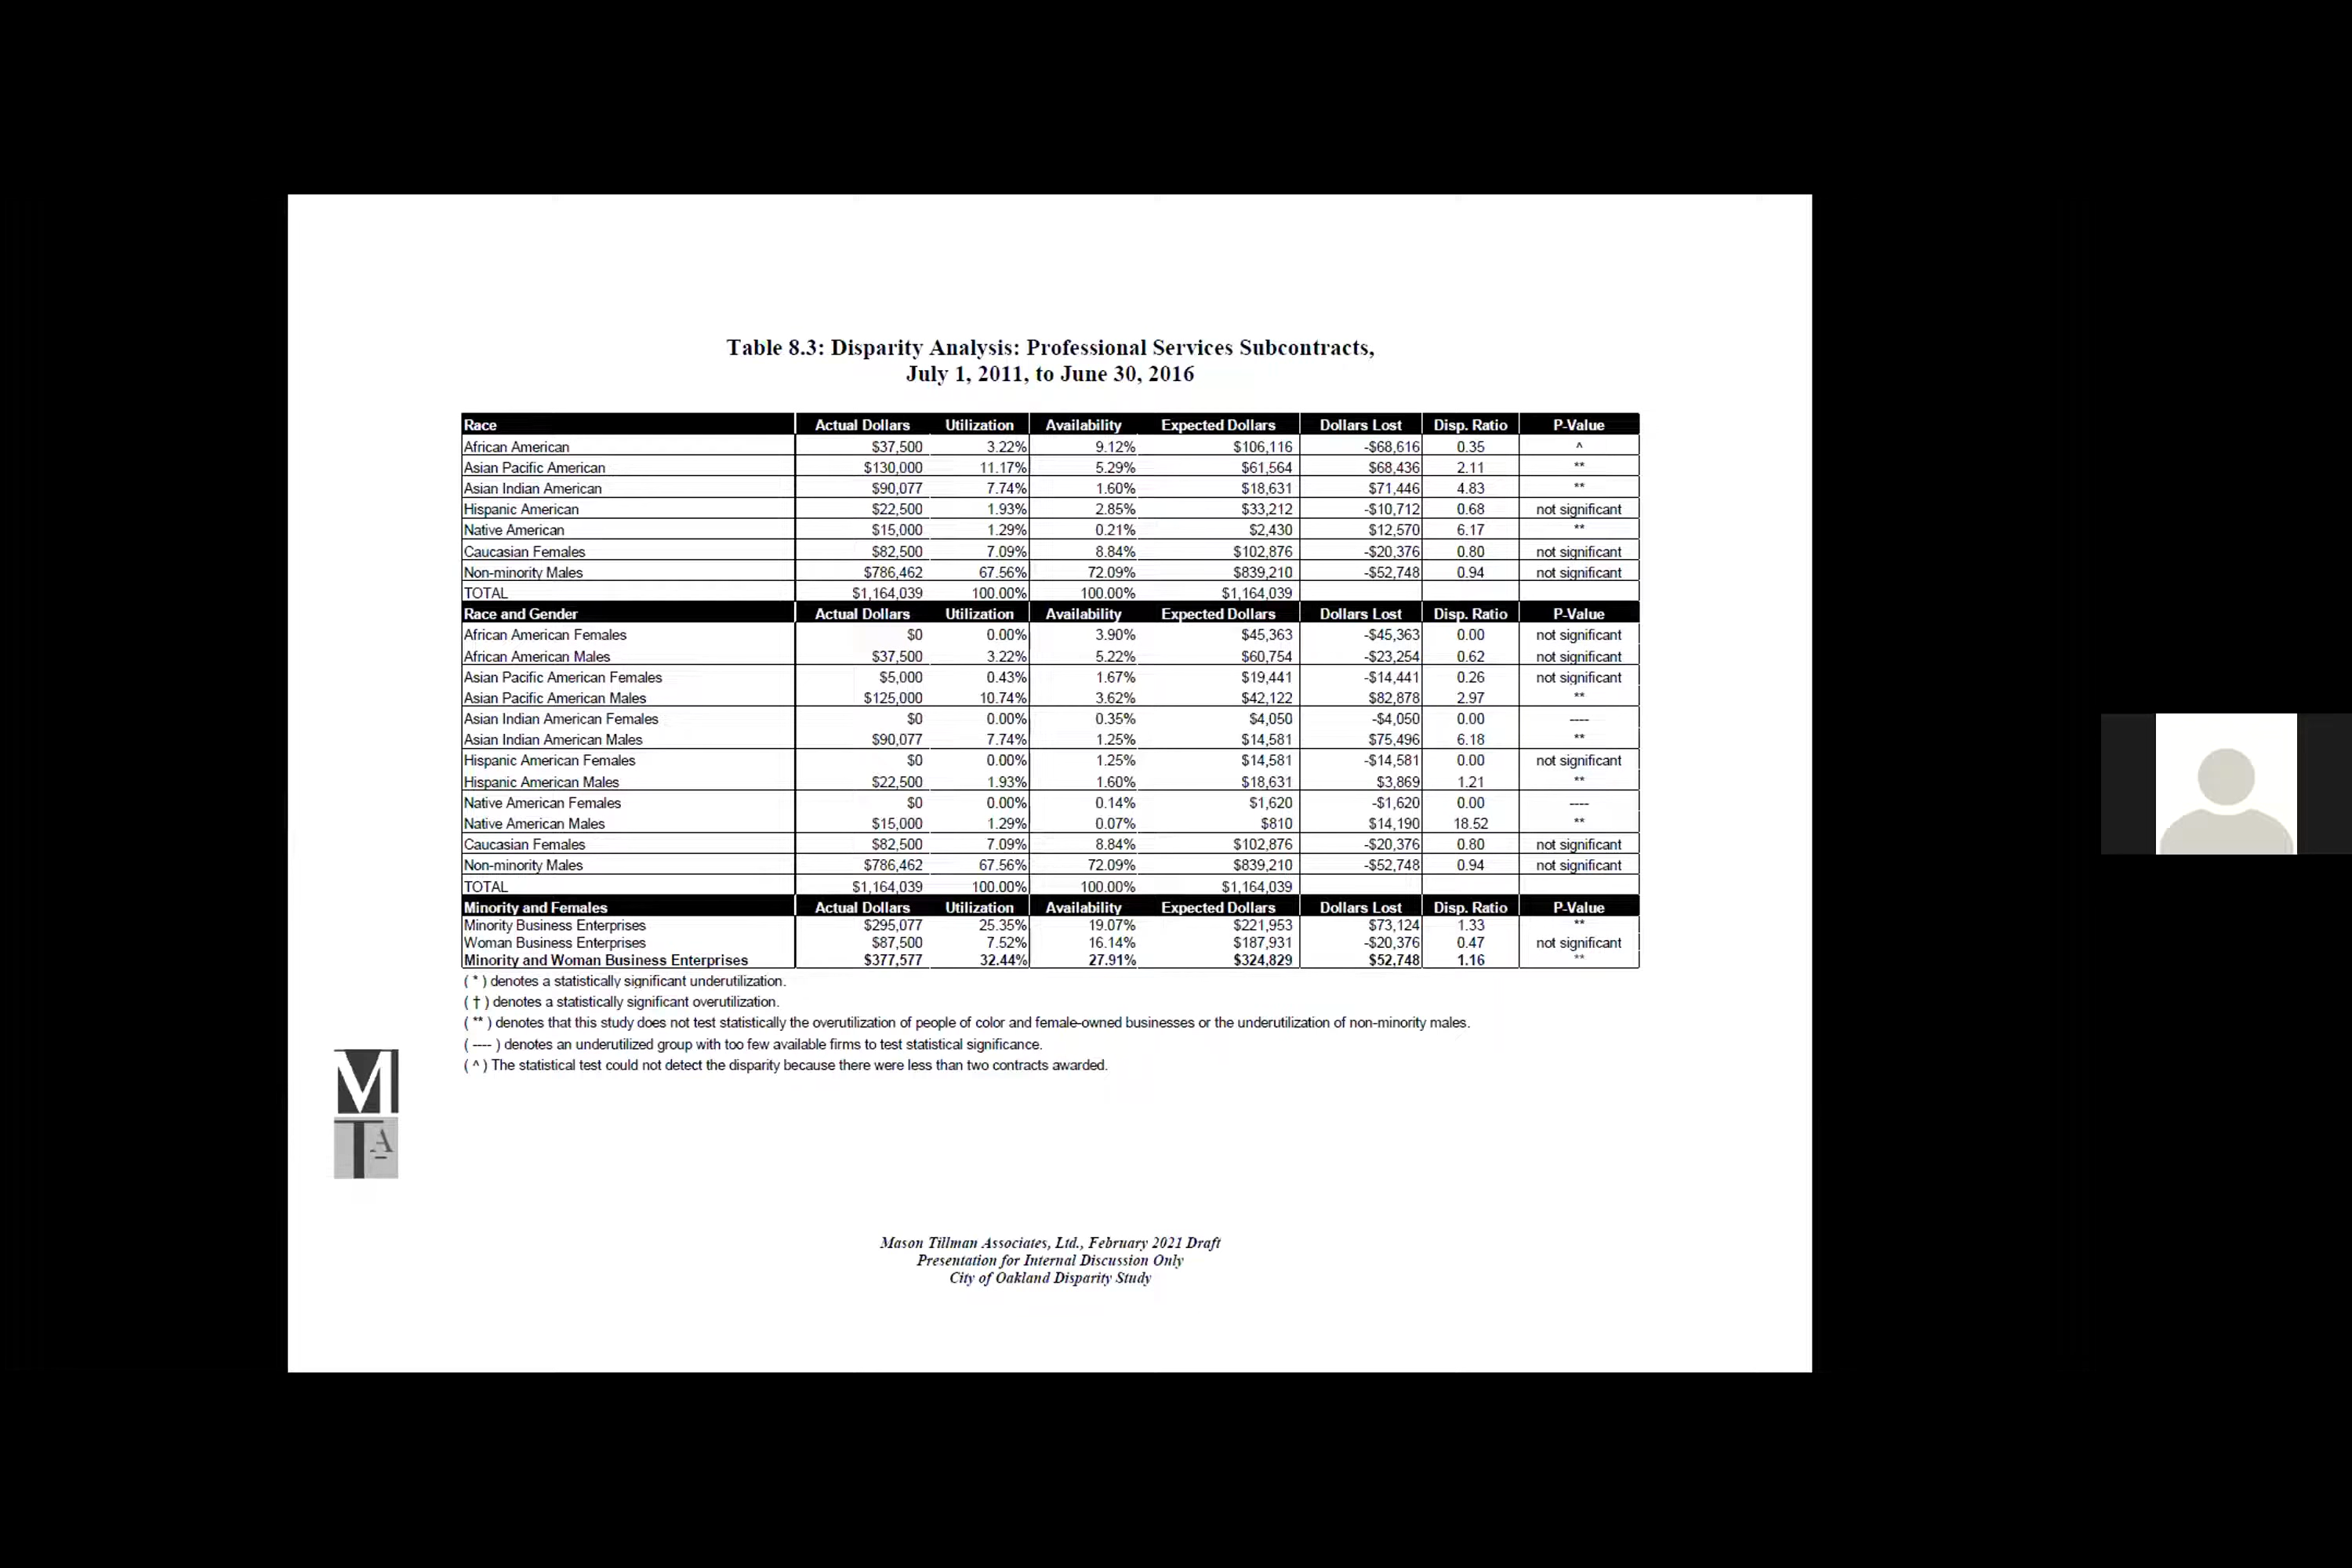 Table 8.3: Disparity Analysis: Professional Services Subcontracts,
July 1, 2011, to June 30, 2016
Race Actual Dollars Utilization Availability Expected Dollars Dollars Lost Disp. Ratio P-Value
African American $37,500 3.22% 9.12% $106,116 -$68,616 0.35 ^
Asian Pacific American $130,000 11.17% 5.29% $61,564 $68,436 2.11 **
Asian Indian American $90,077 7.74% 1.60% $18,631 $71,446 4.83 **
Hispanic American $22,500 1.93% 2.85% $33,212 -$10,712 0.68 not significant
Native American $15,000 1.29% 0.21% $2,430 $12,570 6.17 **
Caucasian Females $82,500 7.09% 8.84% $102,876 -$20,376 0.80 not significant
Non-minority Males $786,462 67.56% 72.09% $839,210 -$52,748 0.94 not significant
TOTAL $1,164,039 100.00% 100.00% $1,164,039
Race and Gender Actual Dollars Utilization Availability Expected Dollars Dollars Lost Disp. Ratio P-Value
African American Females $0 0.00% 3.90% $45,363 -$45,363 0.00 not significant
African American Males $37,500 3.22% 5.22% $60,754 -$23,254 0.62 not significant
Asian Pacific American Females $5,000 0.43% 1.67% $19,441 -$14,441 0.26 not significant
Asian Pacific American Males $125,000 10.74% 3.62% $42,122 $82,878 2.97 **
Asian Indian American Females $0 0.00% 0.35% $4,050 -$4,050 0.00 ----
Asian Indian American Males $90,077 7.74% 1.25% $14,581 $75,496 6.18 **
Hispanic American Females $0 0.00% 1.25% $14,581 -$14,581 0.00 not significant
Hispanic American Males $22,500 1.93% 1.60% $18,631 $3,869 1.21 **
Native American Females $0 0.00% 0.14% $1,620 -$1,620 0.00 ----
Native American Males $15,000 1.29% 0.07% $810 $14,190 18.52 **
Caucasian Females $82,500 7.09% 8.84% $102,876 -$20,376 0.80 not significant
Non-minority Males $786,462 67.56% 72.09% $839,210 -$52,748 0.94 not significant
TOTAL $1,164,039 100.00% 100.00% $1,164,039
Minority and Females Actual Dollars Utilization Availability Expected Dollars Dollars Lost Disp. Ratio P-Value
Minority Business Enterprises $295,077 25.35% 19.07% $221,953 $73,124 1.33 **
Woman Business Enterprises $87,500 7.52% 16.14% $187,931 -$20,376 0.47 not significant
Minority and Woman Business Enterprises $377,577 32.44% 27.91% $324,829 $52,748 1.16 **
( * ) denotes a statistically significant underutilization.
( † ) denotes a statistically significant overutilization.
( ** ) denotes that this study does not test statistically the overutilization of people of color and female-owned businesses or the underutilization of non-minority males.
( ---- ) denotes an underutilized group with too few available firms to test statistical significance.
( ^ ) The statistical test could not detect the disparity because there were less than two contracts awarded.
M
T A
Mason Tillman Associates, Ltd., February 2021 Draft
Presentation for Internal Discussion Only
City of Oakland Disparity Study